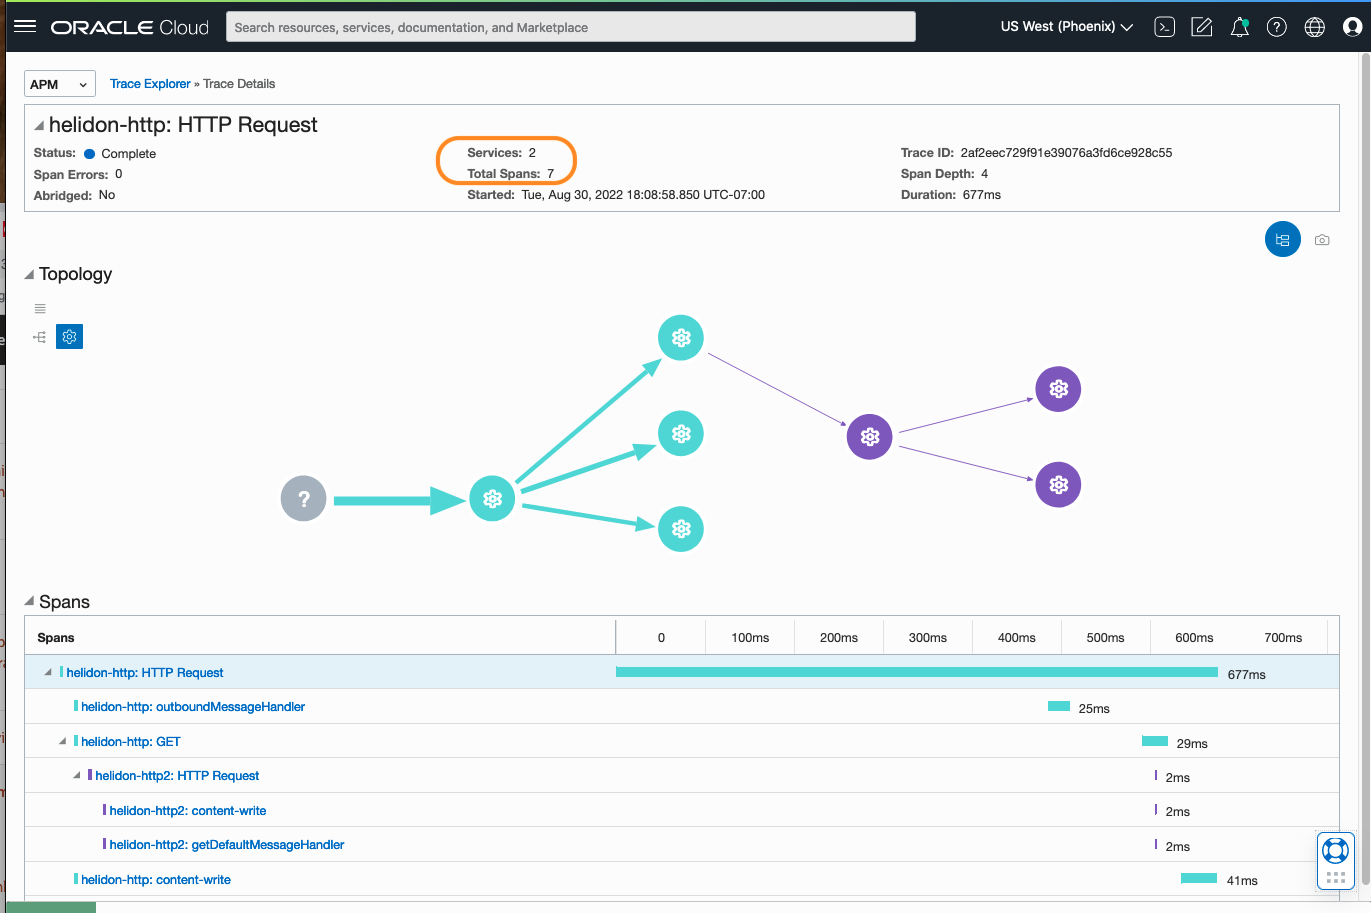 ORACLE Cloud
Search resources, services, documentation, and Marketplace
US West (Phoenix)
APM
Trace Explorer » Trace Details
helidon-http: HTTP Request
Status: Complete
Span Errors: 0
Abridged: No
Services: 2
Total Spans: 7
Started: Tue, Aug 30, 2022 18:08:58.850 UTC-07:00
Trace ID: 2af2eec729f91e39076a3fd6ce928c55
Span Depth: 4
Duration: 677ms
Topology
?
Spans
Spans 0 100ms 200ms 300ms 400ms 500ms 600ms 700ms
helidon-http: HTTP Request 677ms
helidon-http: outboundMessageHandler 25ms
helidon-http: GET 29ms
helidon-http2: HTTP Request 2ms
helidon-http2: content-write 2ms
helidon-http2: getDefaultMessageHandler 2ms
helidon-http: content-write 41ms